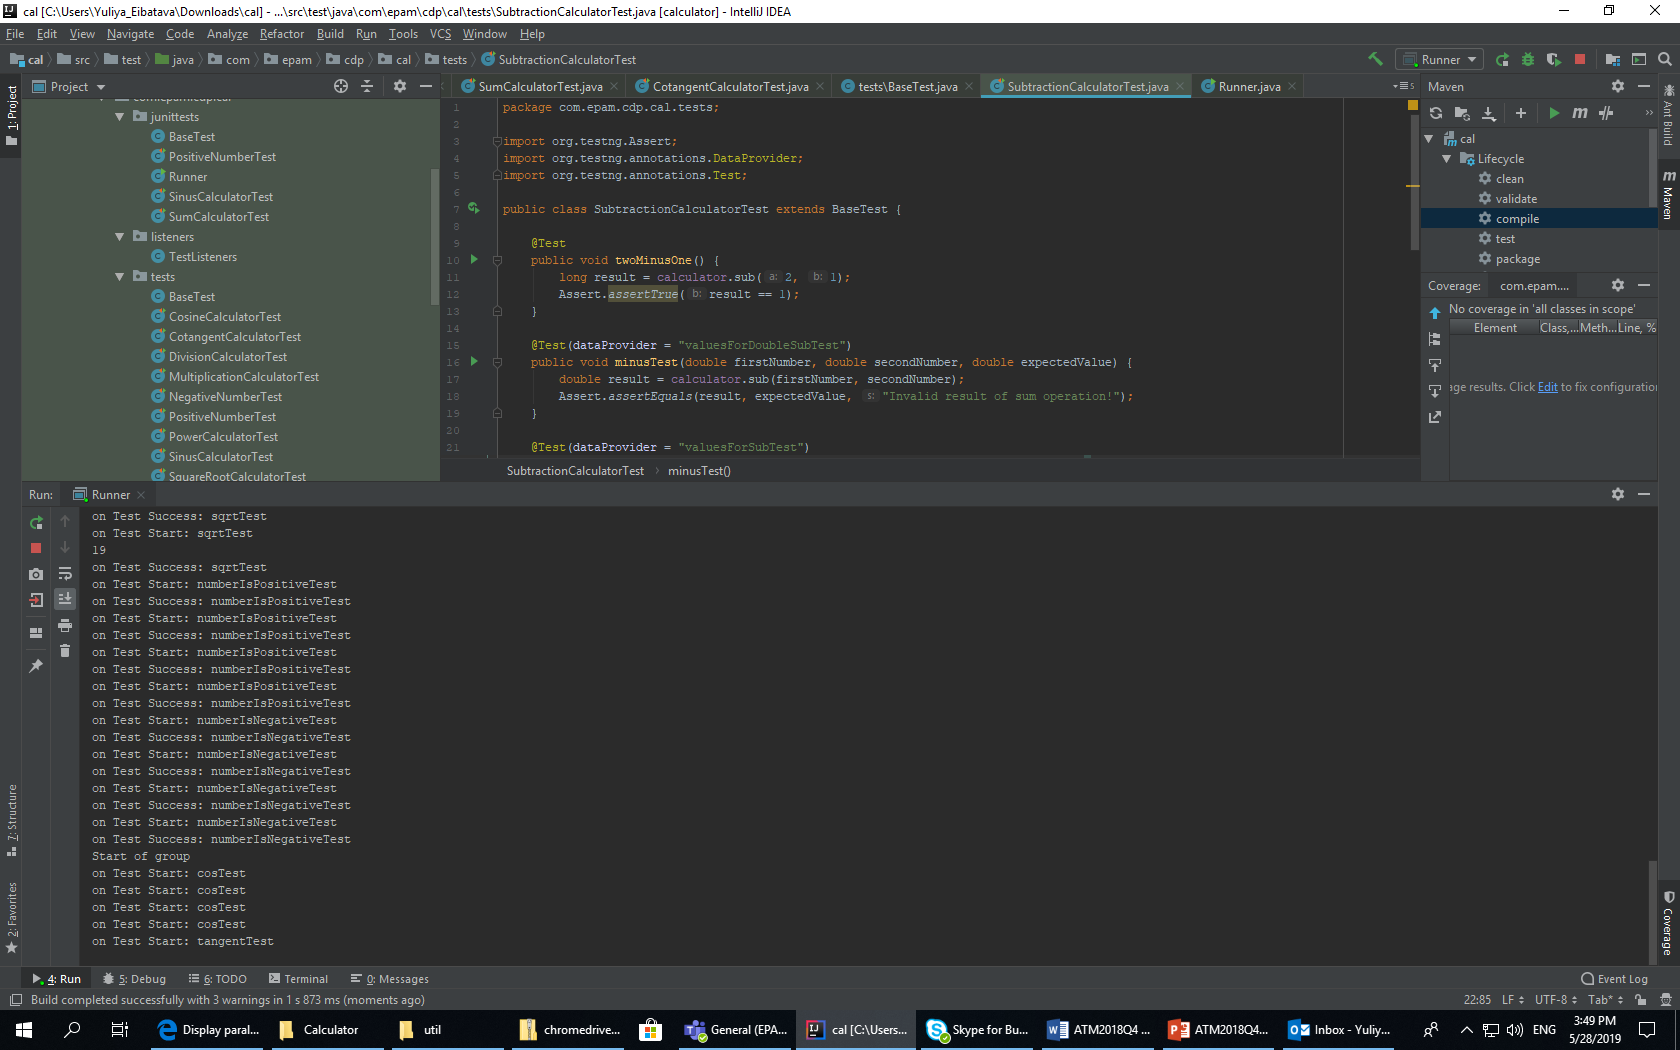 cal [C:\Users\Yuliya_Eibatava\Downloads\cal] - ...\src\test\java\com\epam\cdp\cal\tests\SubtractionCalculatorTest.java [calculator] - IntelliJ IDEA
File Edit View Navigate Code Analyze Refactor Build Run Tools VCS Window Help
cal src test java com epam cdp cal tests SubtractionCalculatorTest
Runner
1: Project
Project
junittests
BaseTest
PositiveNumberTest
Runner
SinusCalculatorTest
SumCalculatorTest
listeners
TestListeners
tests
BaseTest
CosineCalculatorTest
CotangentCalculatorTest
DivisionCalculatorTest
MultiplicationCalculatorTest
NegativeNumberTest
PositiveNumberTest
PowerCalculatorTest
SinusCalculatorTest
SquareRootCalculatorTest
SumCalculatorTest.java CotangentCalculatorTest.java tests\BaseTest.java SubtractionCalculatorTest.java Runner.java
1 package com.epam.cdp.cal.tests;
2
3 import org.testng.Assert;
4 import org.testng.annotations.DataProvider;
5 import org.testng.annotations.Test;
6
7 public class SubtractionCalculatorTest extends BaseTest {
8
9 @Test
10 public void twoMinusOne() {
11 long result = calculator.sub( a: 2, b: 1);
12 Assert.assertTrue( b: result == 1);
13 }
14
15 @Test(dataProvider = "valuesForDoubleSubTest")
16 public void minusTest(double firstNumber, double secondNumber, double expectedValue) {
17 double result = calculator.sub(firstNumber, secondNumber);
18 Assert.assertEquals(result, expectedValue, s: "Invalid result of sum operation!");
19 }
20
21 @Test(dataProvider = "valuesForSubTest")
SubtractionCalculatorTest minusTest()
Maven
cal
Lifecycle
clean
validate
compile
test
package
Coverage: com.epam....
No coverage in 'all classes in scope'
Element Class,... Meth... Line, %
age results. Click Edit to fix configuration
Ant Build
Maven
Coverage
Run: Runner
on Test Success: sqrtTest
on Test Start: sqrtTest
19
on Test Success: sqrtTest
on Test Start: numberIsPositiveTest
on Test Success: numberIsPositiveTest
on Test Start: numberIsPositiveTest
on Test Success: numberIsPositiveTest
on Test Start: numberIsPositiveTest
on Test Success: numberIsPositiveTest
on Test Start: numberIsPositiveTest
on Test Success: numberIsPositiveTest
on Test Start: numberIsNegativeTest
on Test Success: numberIsNegativeTest
on Test Start: numberIsNegativeTest
on Test Success: numberIsNegativeTest
on Test Start: numberIsNegativeTest
on Test Success: numberIsNegativeTest
on Test Start: numberIsNegativeTest
on Test Success: numberIsNegativeTest
Start of group
on Test Start: cosTest
on Test Start: cosTest
on Test Start: cosTest
on Test Start: cosTest
on Test Start: tangentTest
7: Structure
2: Favorites
4: Run 5: Debug 6: TODO Terminal 0: Messages Event Log
Build completed successfully with 3 warnings in 1 s 873 ms (moments ago) 22:85 LF UTF-8 Tab*
Display paral... Calculator util chromedrive... General (EPA... cal [C:\Users... Skype for Bu... ATM2018Q4 ... ATM2018Q4... Inbox - Yuliy... ENG 3:49 PM
5/28/2019